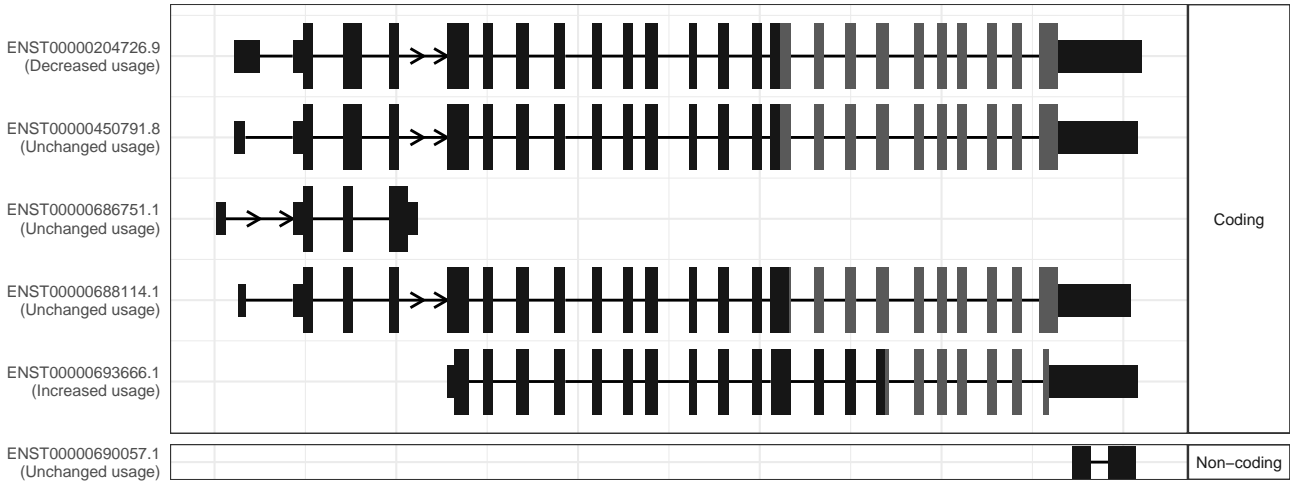 ENST00000204726.9
(Decreased usage)
ENST00000450791.8
(Unchanged usage)
ENST00000686751.1
(Unchanged usage)
Coding
ENST00000688114.1
(Unchanged usage)
ENST00000693666.1
(Increased usage)
ENST00000690057.1
(Unchanged usage)
Non−coding